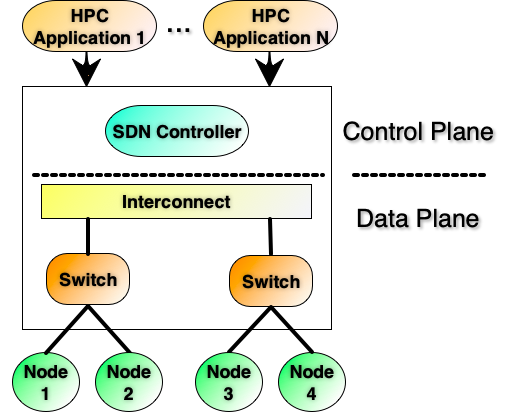 HPC
Application 1
...
HPC
Application N
SDN Controller
Control Plane
Interconnect
Data Plane
Switch
Switch
Node
1
Node
2
Node
3
Node
4